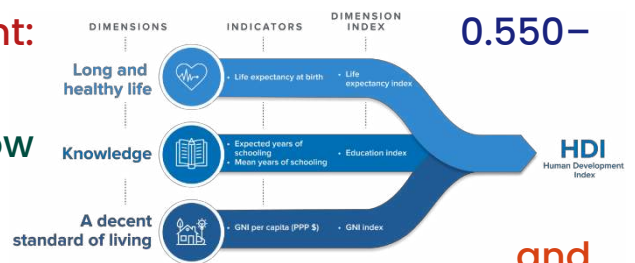 nt:
0.550–
ow
and
DIMENSIONS
INDICATORS
DIMENSION
INDEX
Long and
healthy life
• Life expectancy at birth
• Life
expectancy index
Knowledge
• Expected years of
schooling
• Mean years of schooling
• Education index
A decent
standard of living
• GNI per capita (PPP $)
• GNI index
HDI
Human Development
Index